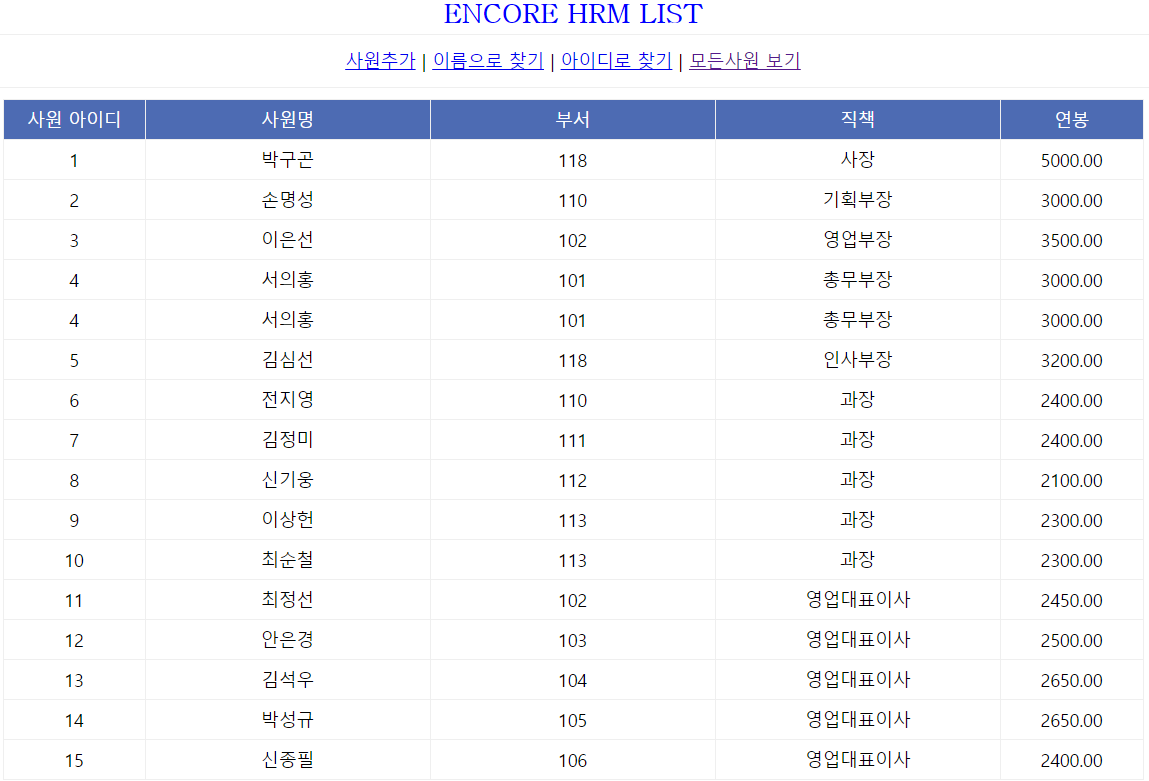 ENCORE HRM LIST
사원추가 | 이름으로 찾기 | 아이디로 찾기 | 모든사원 보기
사원 아이디 사원명 부서 직책 연봉
1 박구곤 118 사장 5000.00
2 손명성 110 기획부장 3000.00
3 이은선 102 영업부장 3500.00
4 서의홍 101 총무부장 3000.00
4 서의홍 101 총무부장 3000.00
5 김심선 118 인사부장 3200.00
6 전지영 110 과장 2400.00
7 김정미 111 과장 2400.00
8 신기웅 112 과장 2100.00
9 이상헌 113 과장 2300.00
10 최순철 113 과장 2300.00
11 최정선 102 영업대표이사 2450.00
12 안은경 103 영업대표이사 2500.00
13 김석우 104 영업대표이사 2650.00
14 박성규 105 영업대표이사 2650.00
15 신종필 106 영업대표이사 2400.00